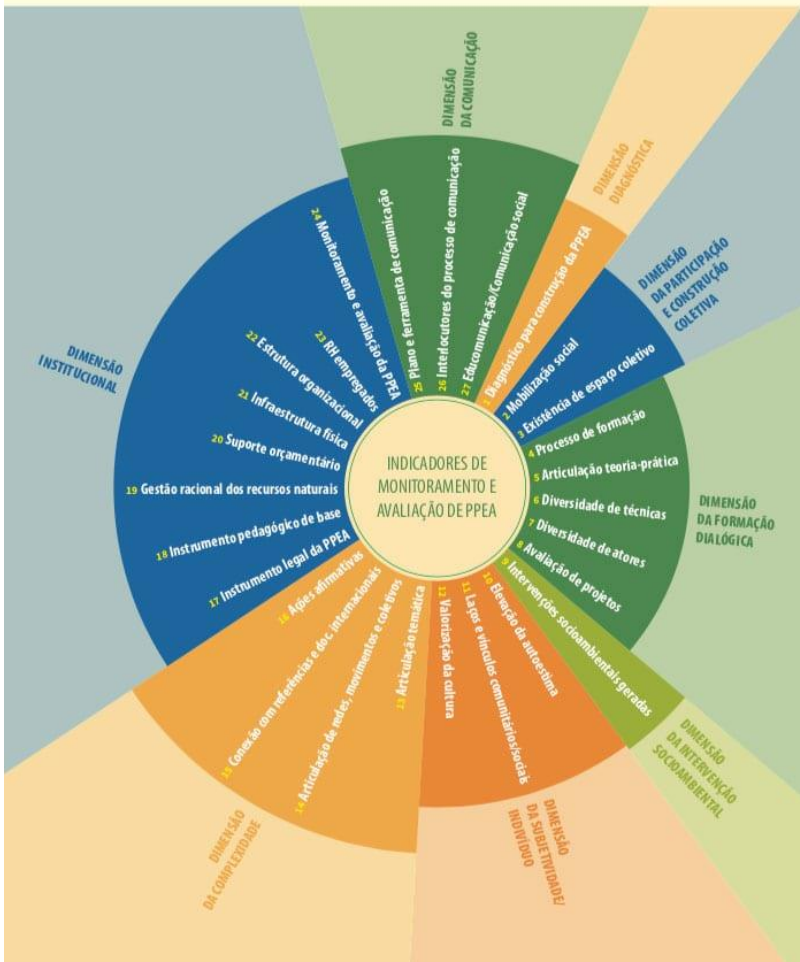 INDICADORES DE
MONITORAMENTO E
AVALIAÇÃO DE PPEA
DIMENSÃO
DIAGNÓSTICA
1 Diagnóstico para construção da PPEA
DIMENSÃO
DA PARTICIPAÇÃO
E CONSTRUÇÃO
COLETIVA
2 Mobilização social
3 Existência de espaço coletivo
DIMENSÃO
DA FORMAÇÃO
DIALÓGICA
4 Processo de formação
5 Articulação teoria-prática
6 Diversidade de técnicas
7 Diversidade de atores
8 Avaliação de projetos
DIMENSÃO
DA INTERVENÇÃO
SOCIOAMBIENTAL
9 Intervenções socioambientais geradas
DIMENSÃO
DA SUBJETIVIDADE/
INDIVÍDUO
10 Elevação da autoestima
11 Laços e vínculos comunitários/sociais
12 Valorização da cultura
DIMENSÃO
DA COMPLEXIDADE
13 Articulação temática
14 Articulação de redes, movimentos e coletivos
15 Conexão com referências e doc. internacionais
16 Ações afirmativas
DIMENSÃO
INSTITUCIONAL
17 Instrumento legal da PPEA
18 Instrumento pedagógico de base
19 Gestão racional dos recursos naturais
20 Suporte orçamentário
21 Infraestrutura física
22 Estrutura organizacional
23 RH empregados
24 Monitoramento e avaliação da PPEA
DIMENSÃO
DA COMUNICAÇÃO
25 Plano e ferramenta de comunicação
26 Interlocutores do processo de comunicação
27 Educomunicação/Comunicação social